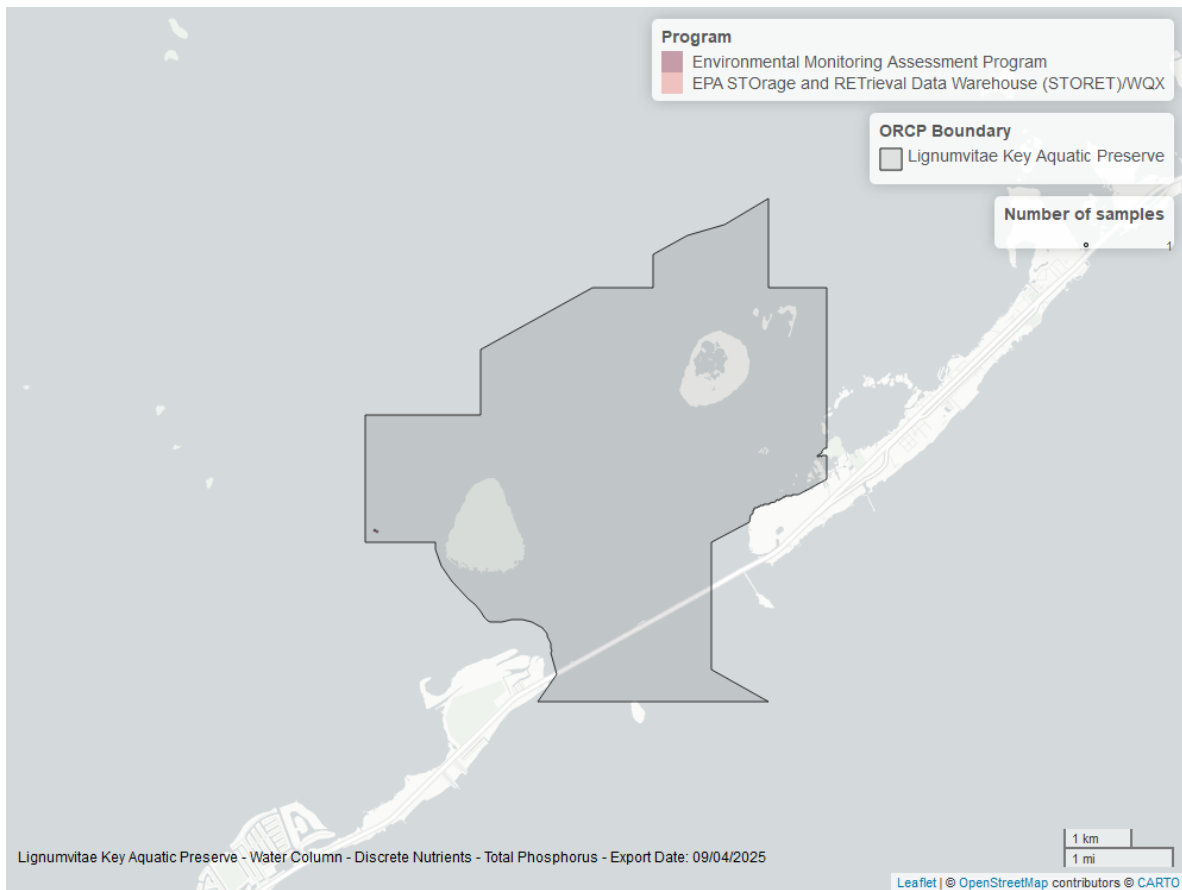 Program
Environmental Monitoring Assessment Program
EPA STOrage and RETrieval Data Warehouse (STORET)/WQX
ORCP Boundary
Lignumvitae Key Aquatic Preserve
Number of samples
1
1 km
1 mi
Lignumvitae Key Aquatic Preserve - Water Column - Discrete Nutrients - Total Phosphorus - Export Date: 09/04/2025
Leaflet | © OpenStreetMap contributors © CARTO